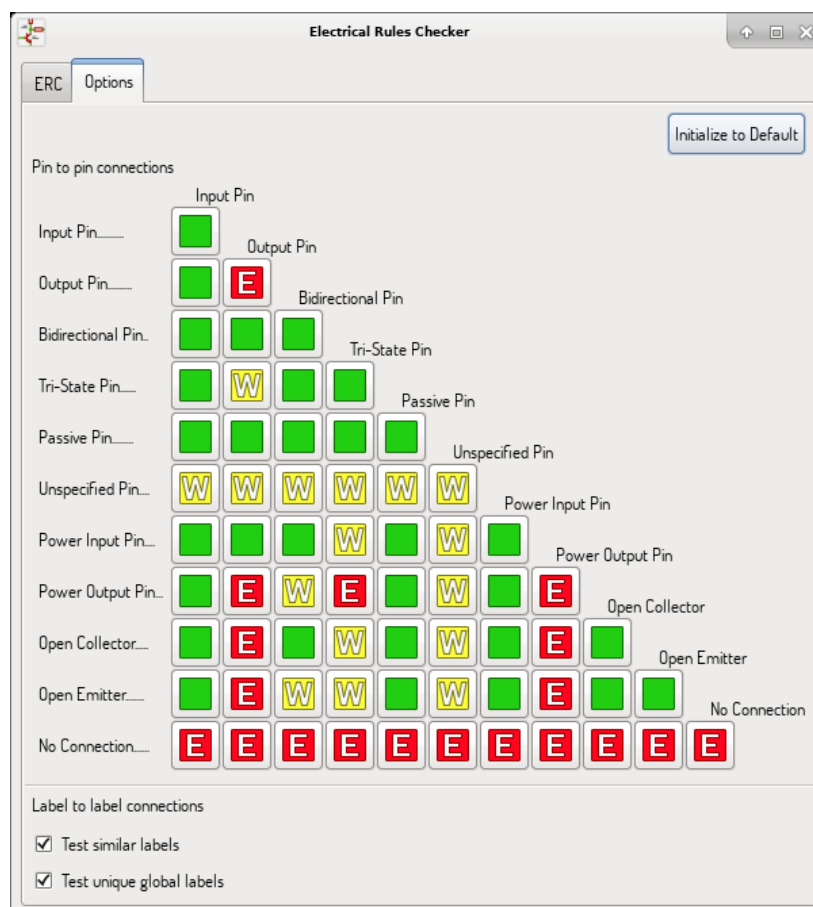 Electrical Rules Checker
ERC Options
Initialize to Default
Pin to pin connections
Input Pin
Input Pin..........
Output Pin
Output Pin.........
E
Bidirectional Pin
Bidirectional Pin..
Tri-State Pin
Tri-State Pin......
W
Passive Pin
Passive Pin........
Unspecified Pin
Unspecified Pin....
W W W W W W
Power Input Pin
Power Input Pin....
W W
Power Output Pin
Power Output Pin...
E W E W E
Open Collector
Open Collector.....
E W W E
Open Emitter
Open Emitter.......
E W W W E
No Connection
No Connection......
E E E E E E E E E E E
Label to label connections
Test similar labels
Test unique global labels